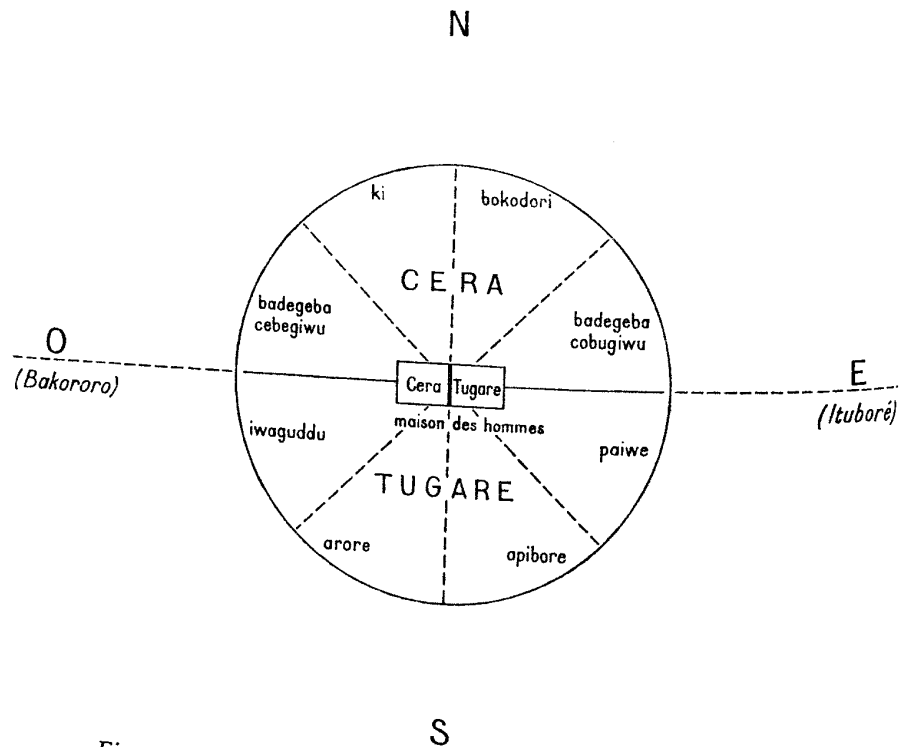 N
ki
bokodori
CERA
badegeba
cebegiwu
badegeba
cobugiwu
O
(Bakororo)
E
(Ituboré)
Cera
Tugare
maison des hommes
iwaguddu
paiwe
TUGARE
arore
apibore
S